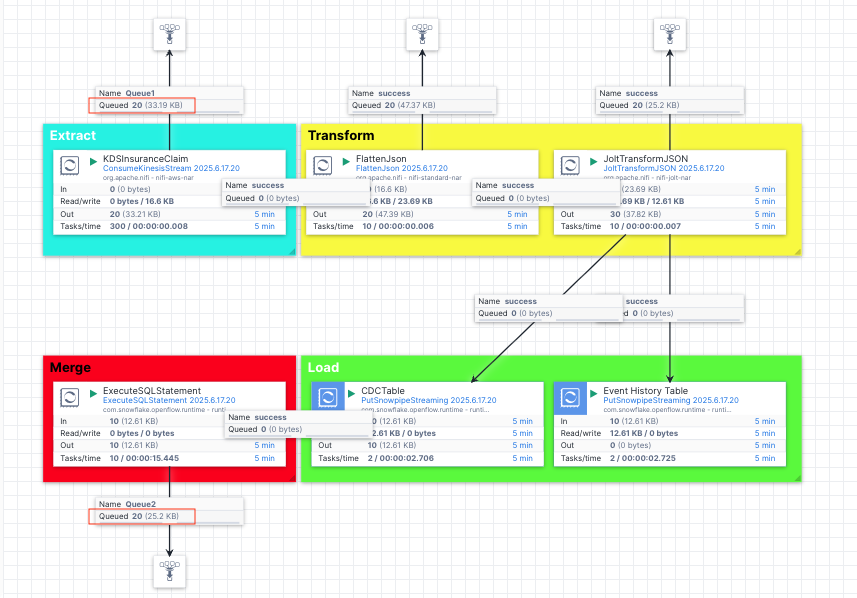 Name Queue1
Queued 20 (33.19 KB)
Name success
Queued 20 (47.37 KB)
Name success
Queued 20 (25.2 KB)
Extract
KDSInsuranceClaim
ConsumeKinesisStream 2025.6.17.20
org.apache.nifi - nifi-aws-nar
In 0 (0 bytes)
Read/write 0 bytes / 16.6 KB
Out 20 (33.21 KB) 5 min
Tasks/time 300 / 00:00:00.008 5 min
Name success
Queued 0 (0 bytes)
Transform
FlattenJson
FlattenJson 2025.6.17.20
org.apache.nifi - nifi-standard-nar
(16.6 KB)
KB / 23.69 KB
Out 20 (47.39 KB) 5 min
Tasks/time 10 / 00:00:00.006 5 min
Name success
Queued 0 (0 bytes)
JoltTransformJSON
JoltTransformJSON 2025.6.17.20
org.apache.nifi - nifi-jolt-nar
(23.69 KB) 5 min
KB / 12.61 KB 5 min
Out 30 (37.82 KB) 5 min
Tasks/time 10 / 00:00:00.007 5 min
Name success
Queued 0 (0 bytes)
success
0 (0 bytes)
Merge
ExecuteSQLStatement
ExecuteSQLStatement 2025.6.17.20
com.snowflake.openflow.runtime - runti...
In 10 (12.61 KB)
Read/write 0 bytes / 0 bytes
Out 10 (12.61 KB) 5 min
Tasks/time 10 / 00:00:15.445 5 min
Name success
Queued 0 (0 bytes)
Load
CDCTable
PutSnowpipeStreaming 2025.6.17.20
com.snowflake.openflow.runtime - runti...
(12.61 KB) 5 min
12.61 KB / 0 bytes 5 min
Out 10 (12.61 KB) 5 min
Tasks/time 2 / 00:00:02.706 5 min
Event History Table
PutSnowpipeStreaming 2025.6.17.20
com.snowflake.openflow.runtime - runti...
In 10 (12.61 KB) 5 min
Read/write 12.61 KB / 0 bytes 5 min
Out 0 (0 bytes) 5 min
Tasks/time 2 / 00:00:02.725 5 min
Name Queue2
Queued 20 (25.2 KB)